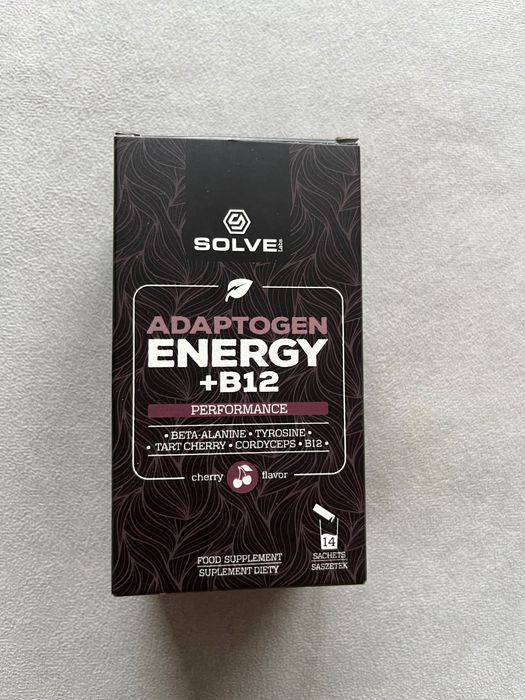 SOLVE Labs
ADAPTOGEN
ENERGY
+B12
PERFORMANCE
• BETA-ALANINE • TYROSINE •
• TART CHERRY • CORDYCEPS • B12 •
cherry flavor
FOOD SUPPLEMENT
SUPLEMENT DIETY
14
SACHETS
SASZETEK